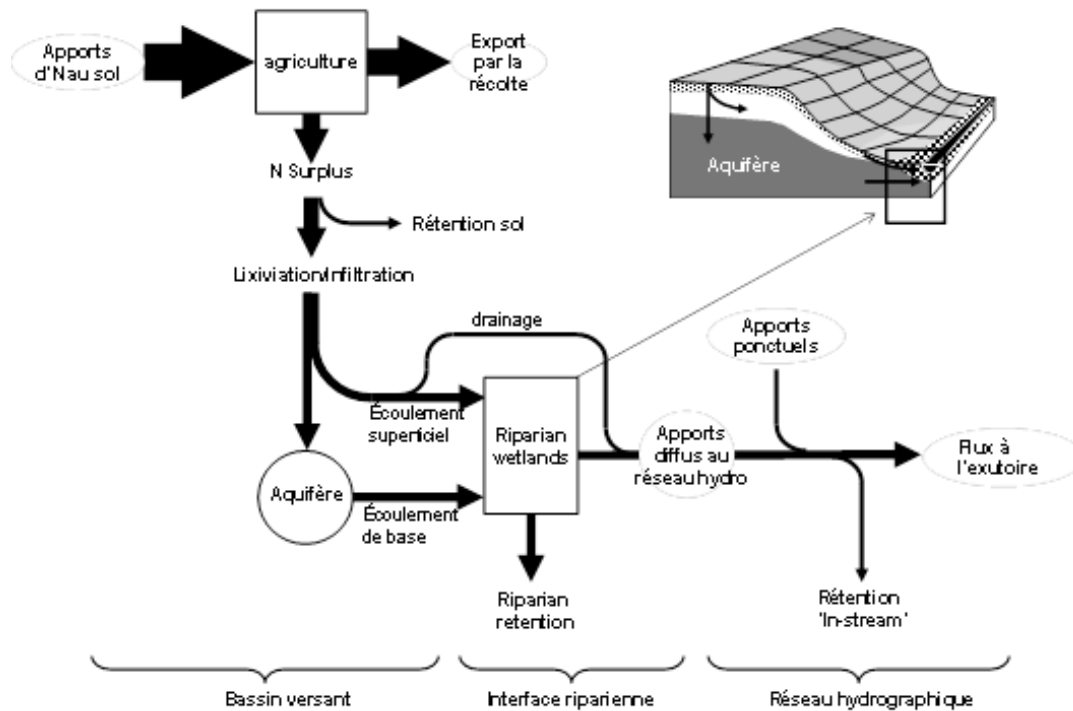 Apports
d'N au sol
agriculture
Export
par la
récolte
N Surplus
Rétention sol
Lixiviation/Infiltration
Aquifère
drainage
Apports
ponctuels
Écoulement
superficiel
Riparian
wetlands
Apports
diffus au
réseau hydro
Flux à
l'exutoire
Aquifère
Écoulement
de base
Riparian
retention
Rétention
'In-stream'
Bassin versant
Interface riparienne
Réseau hydrographique